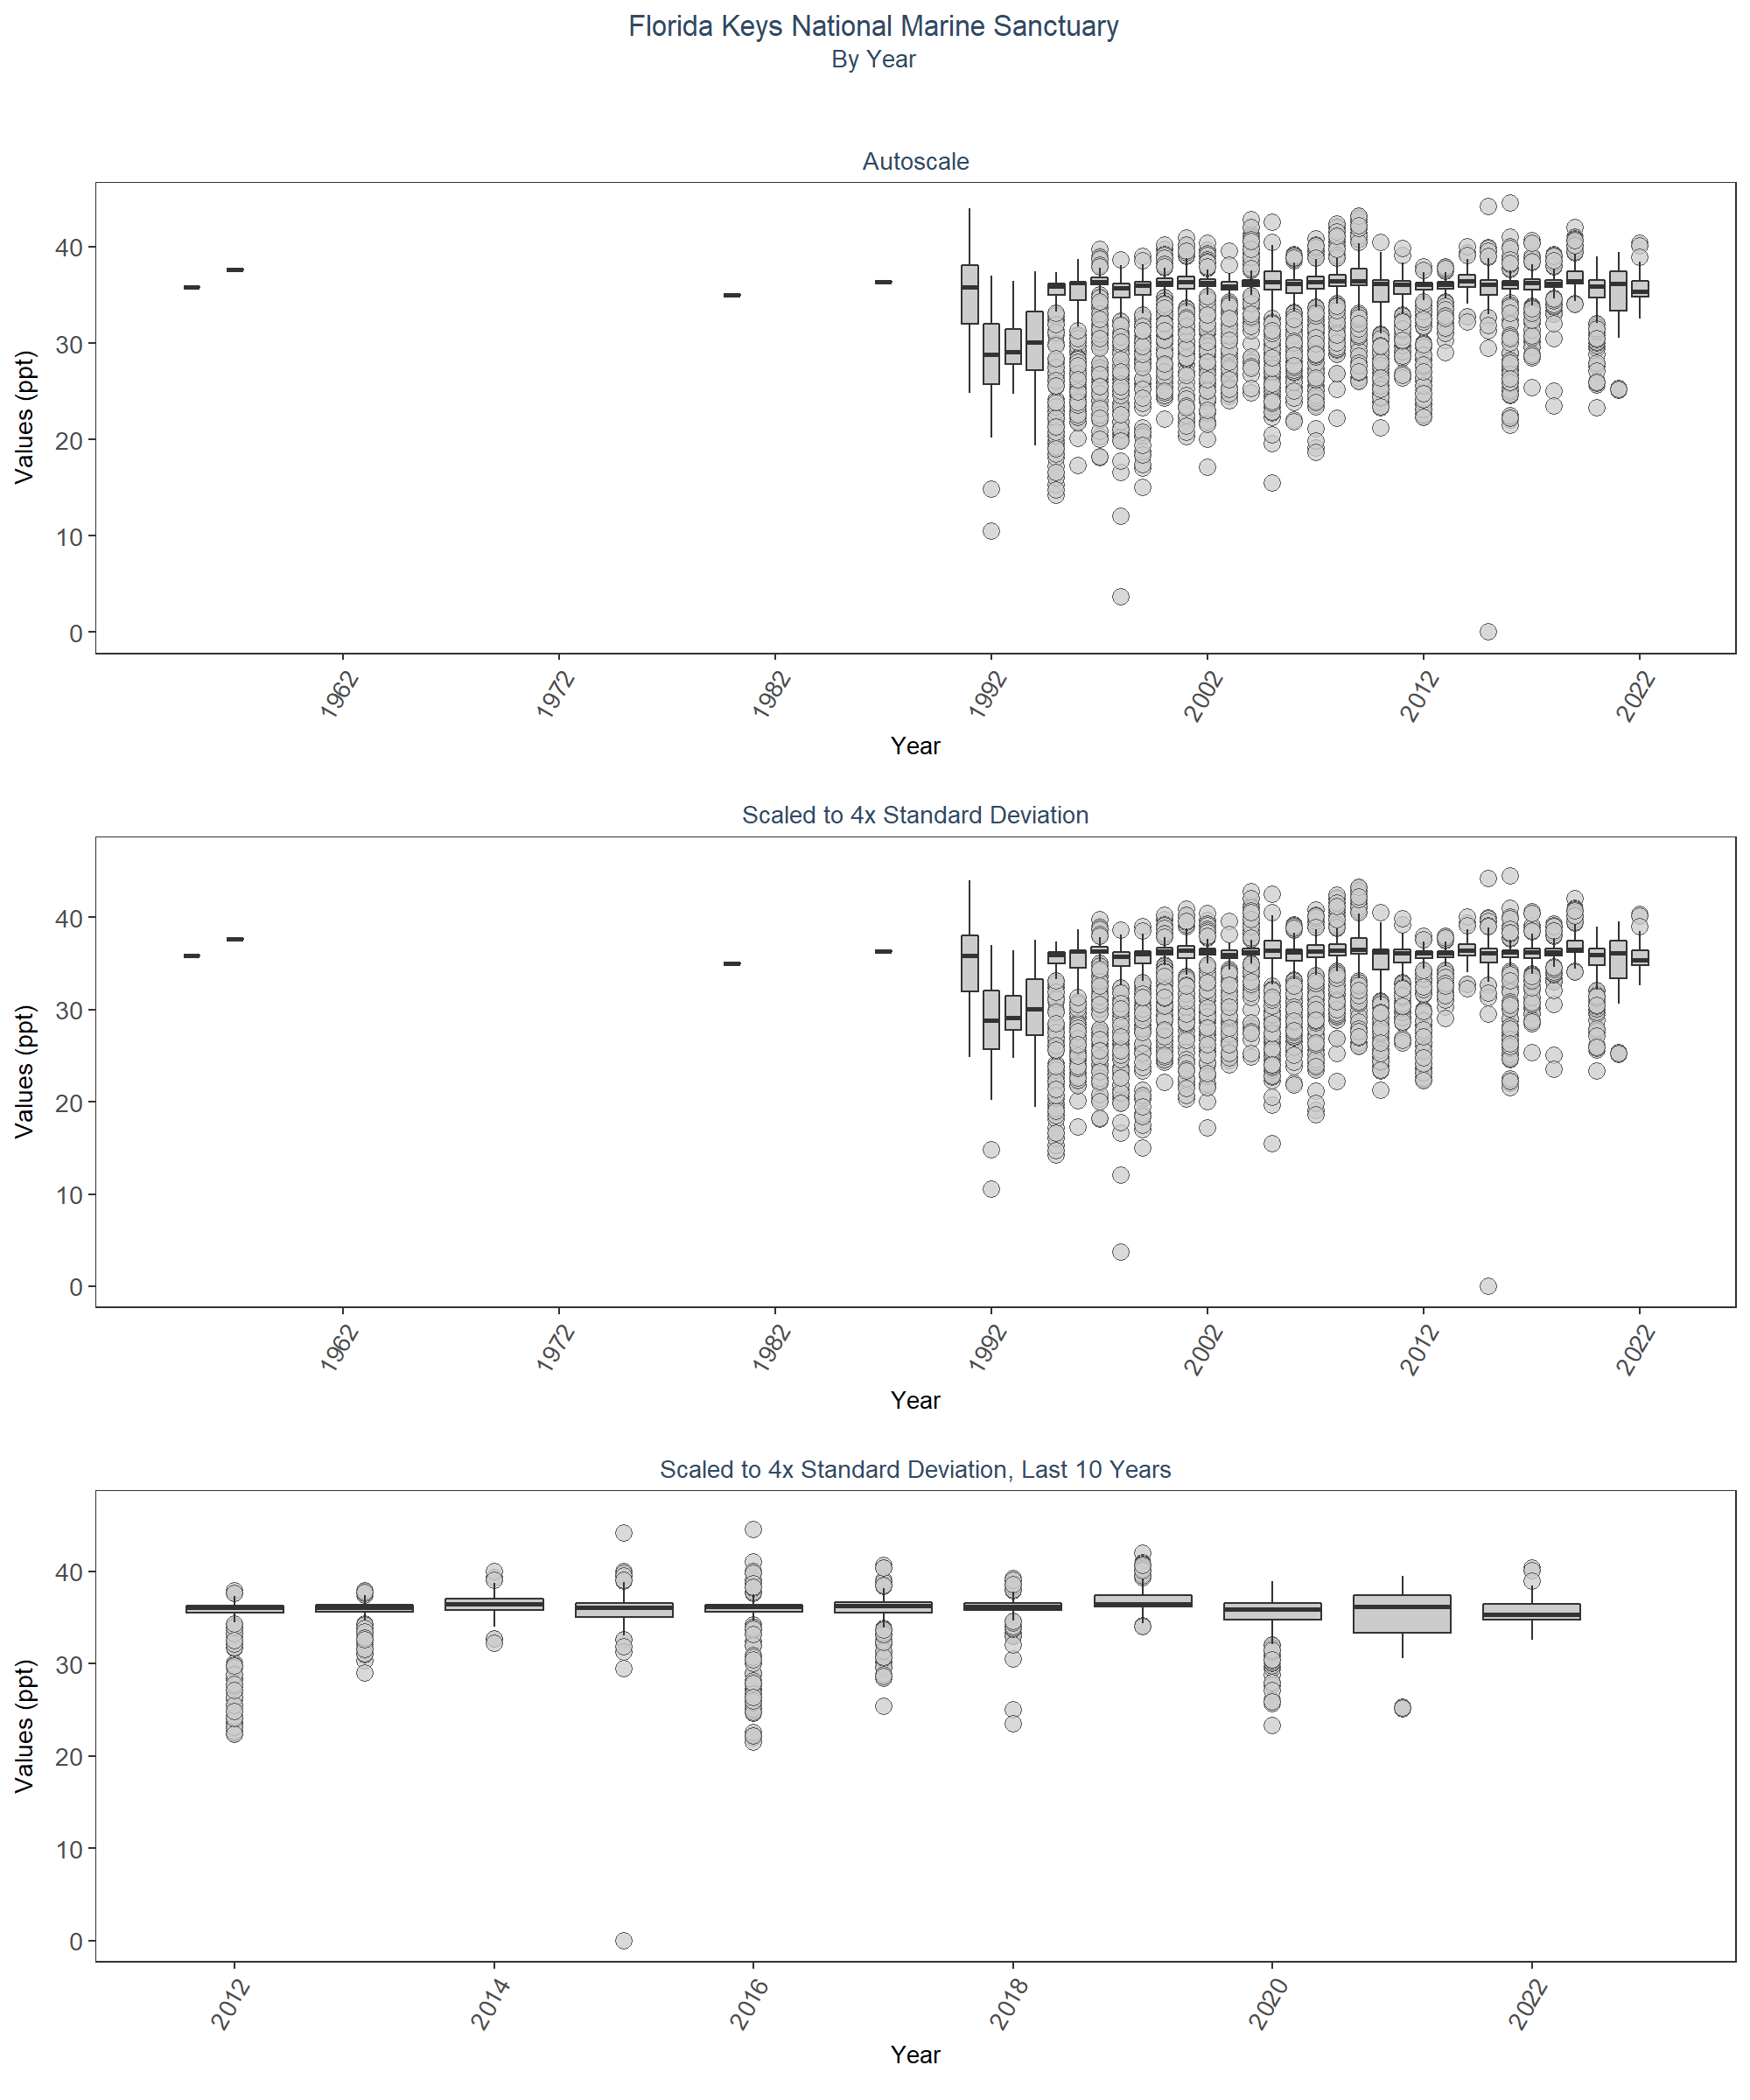 Florida Keys National Marine Sanctuary
By Year
Autoscale
Values (ppt)
40
30
20
10
0
1962 1972 1982 1992 2002 2012 2022
Year
Scaled to 4x Standard Deviation
Values (ppt)
40
30
20
10
0
1962 1972 1982 1992 2002 2012 2022
Year
Scaled to 4x Standard Deviation, Last 10 Years
Values (ppt)
40
30
20
10
0
2012 2014 2016 2018 2020 2022
Year